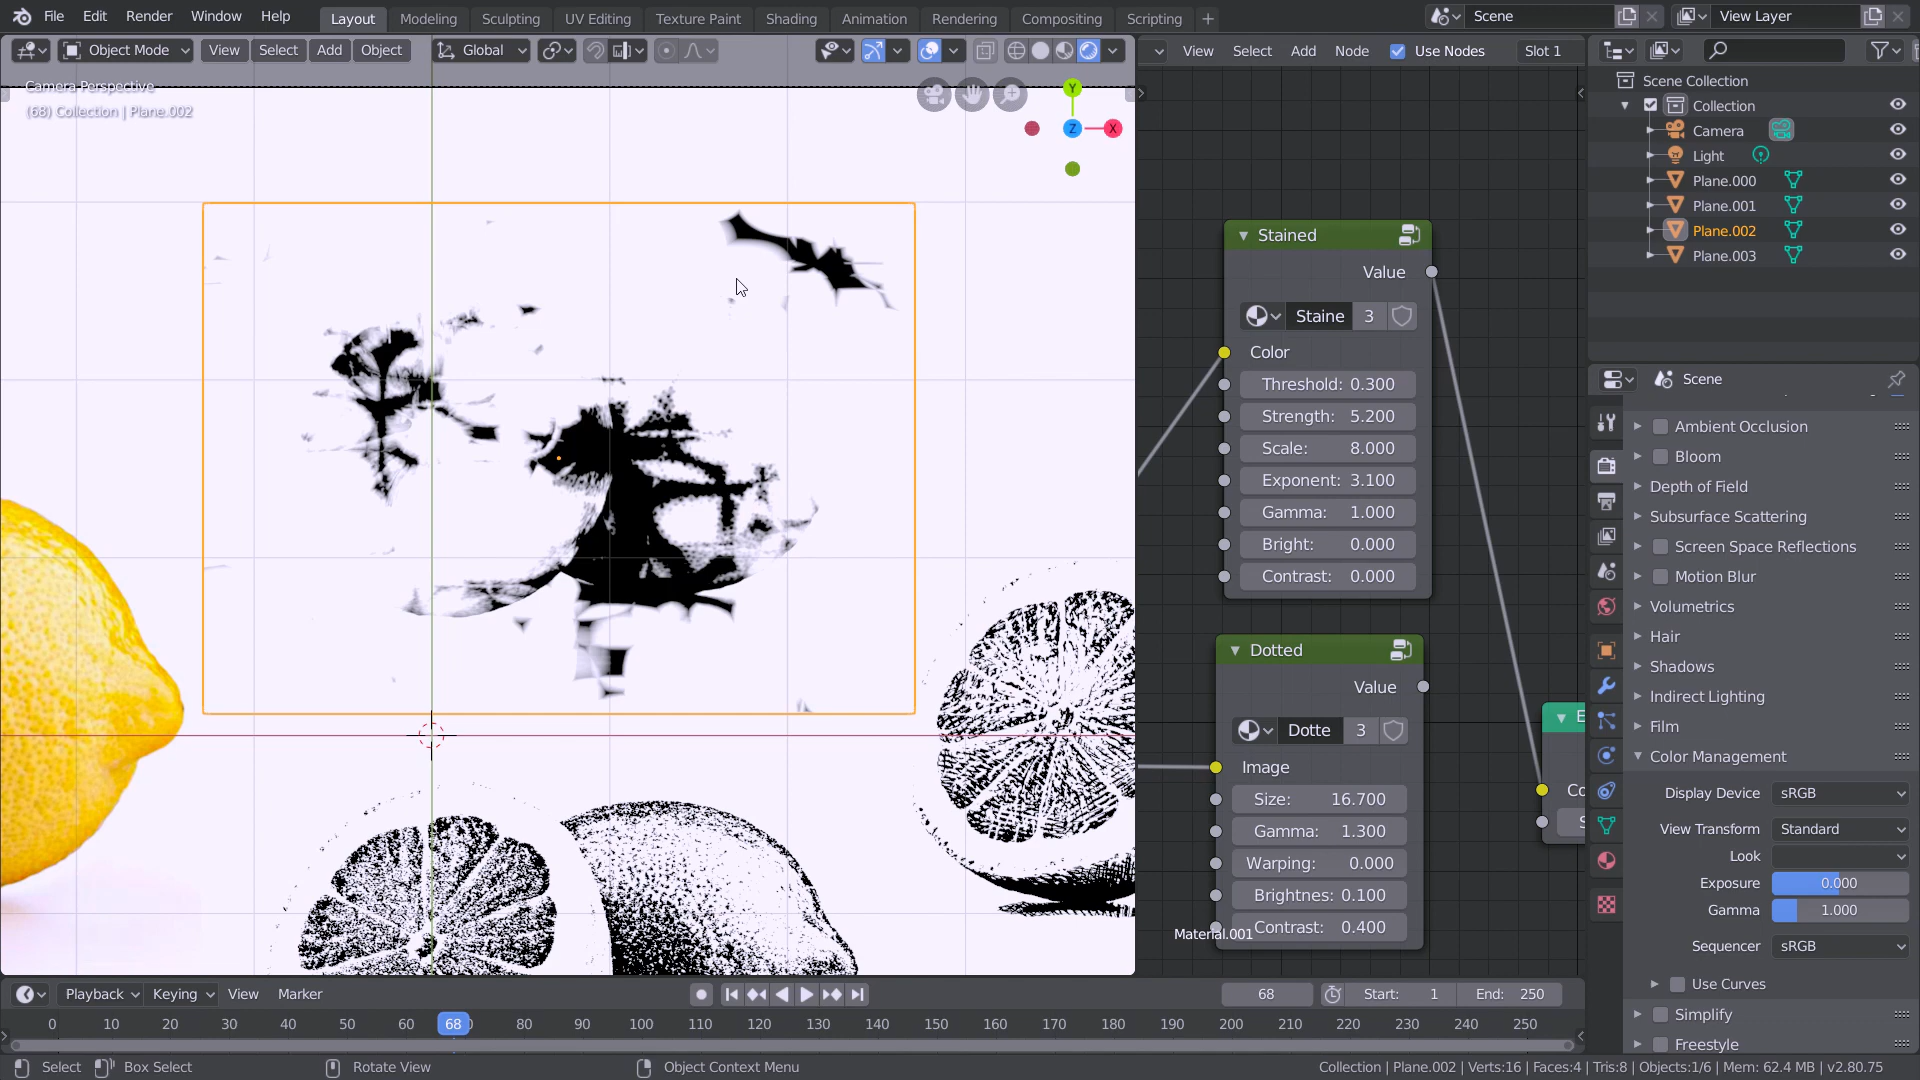 File Edit Render Window Help Layout Modeling Sculpting UV Editing Texture Paint Shading Animation Rendering Compositing Scripting + Scene View Layer
Object Mode View Select Add Object Global View Select Add Node Use Nodes Slot 1
Camera Perspective
(68) Collection | Plane.002
Y
Z
X
Stained
Value
Staine 3
Color
Threshold: 0.300
Strength: 5.200
Scale: 8.000
Exponent: 3.100
Gamma: 1.000
Bright: 0.000
Contrast: 0.000
Dotted
Value
Dotte 3
Image
Size: 16.700
Gamma: 1.300
Warping: 0.000
Brightnes: 0.100
Contrast: 0.400
Material.001
Scene Collection
Collection
Camera
Light
Plane.000
Plane.001
Plane.002
Plane.003
Scene
Ambient Occlusion
Bloom
Depth of Field
Subsurface Scattering
Screen Space Reflections
Motion Blur
Volumetrics
Hair
Shadows
Indirect Lighting
Film
Color Management
Display Device sRGB
View Transform Standard
Look
Exposure 0.000
Gamma 1.000
Sequencer sRGB
Use Curves
Simplify
Freestyle
Playback Keying View Marker 68 Start: 1 End: 250
0 10 20 30 40 50 60 68 80 90 100 110 120 130 140 150 160 170 180 190 200 210 220 230 240 250
Select Box Select Rotate View Object Context Menu Collection | Plane.002 | Verts:16 | Faces:4 | Tris:8 | Objects:1/6 | Mem: 62.4 MB | v2.80.75